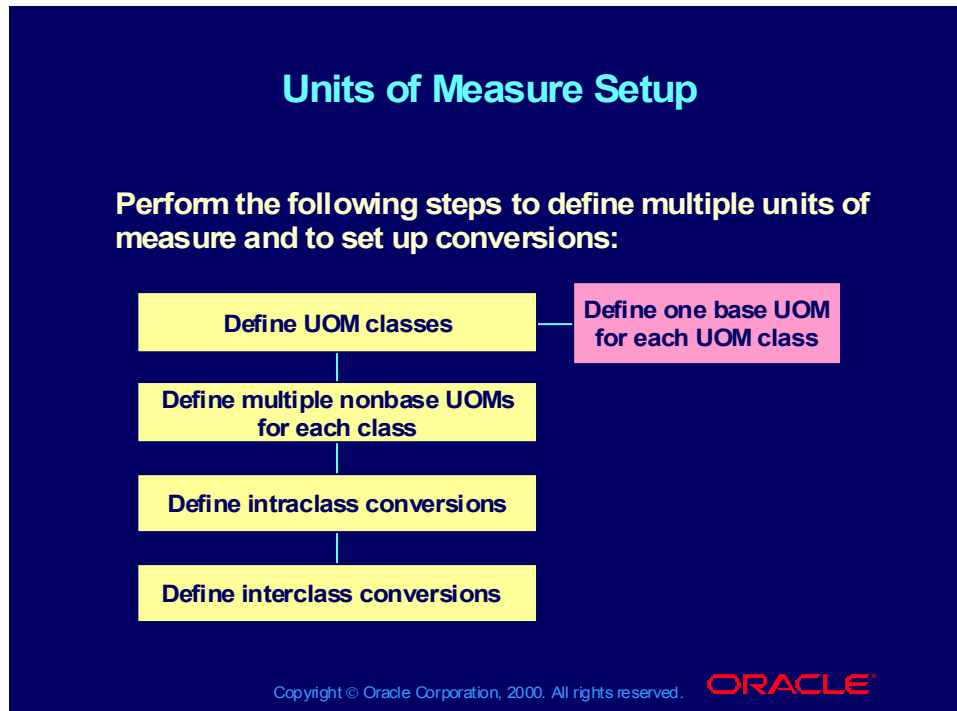 Units of Measure Setup
Perform the following steps to define multiple units of
measure and to set up conversions:
Define UOM classes
Define one base UOM
for each UOM class
Define multiple nonbase UOMs
for each class
Define intraclass conversions
Define interclass conversions
Copyright © Oracle Corporation, 2000. All rights reserved.
ORACLE®